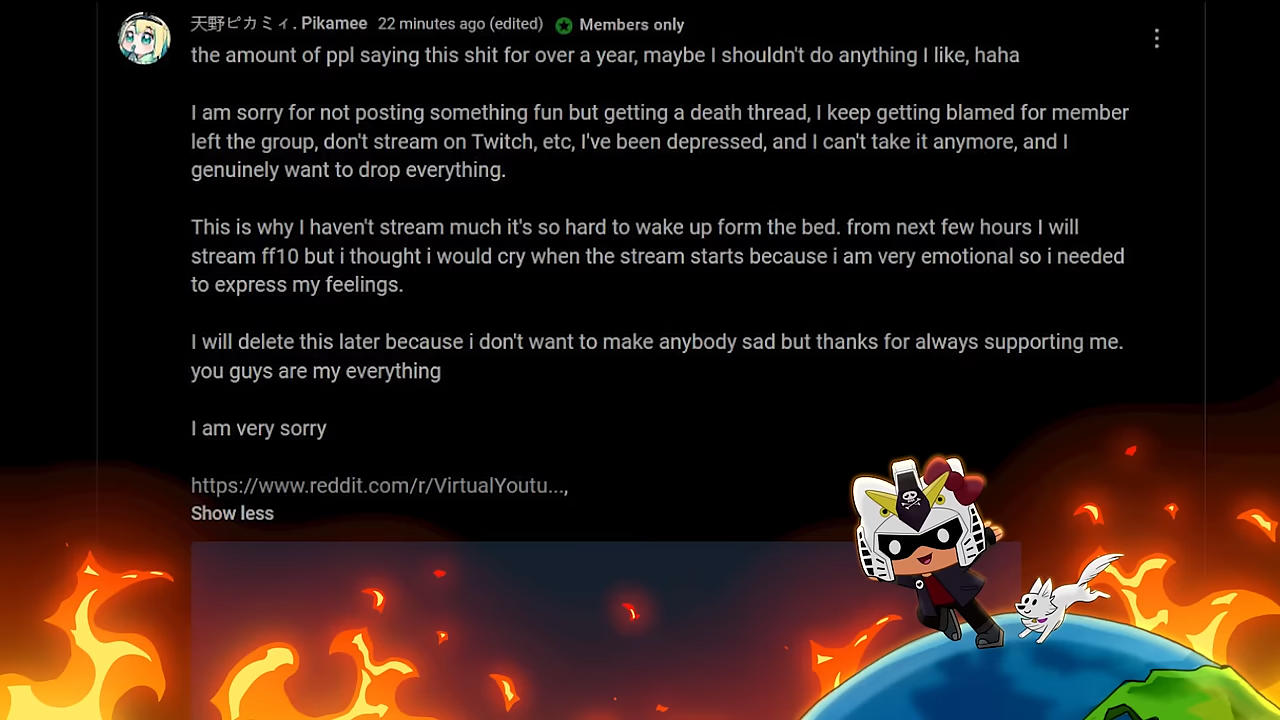 天野ピカミィ. Pikamee 22 minutes ago (edited) Members only
the amount of ppl saying this shit for over a year, maybe I shouldn't do anything I like, haha
I am sorry for not posting something fun but getting a death thread, I keep getting blamed for member
left the group, don't stream on Twitch, etc, I've been depressed, and I can't take it anymore, and I
genuinely want to drop everything.
This is why I haven't stream much it's so hard to wake up form the bed. from next few hours I will
stream ff10 but i thought i would cry when the stream starts because i am very emotional so i needed
to express my feelings.
I will delete this later because i don't want to make anybody sad but thanks for always supporting me.
you guys are my everything
I am very sorry
https://www.reddit.com/r/VirtualYoutu...,
Show less